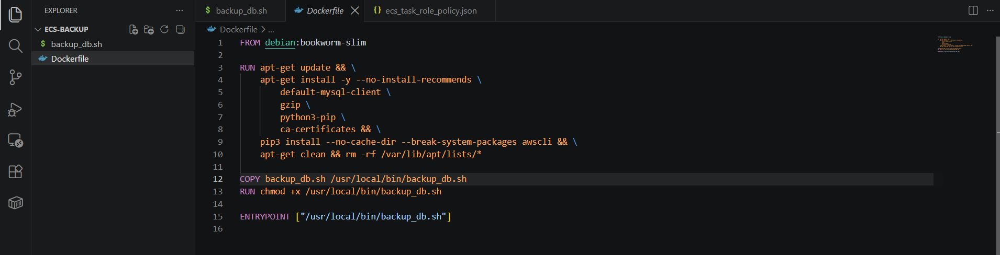 EXPLORER
ECS-BACKUP
backup_db.sh
Dockerfile
backup_db.sh
Dockerfile
ecs_task_role_policy.json
Dockerfile > ...
1 FROM debian:bookworm-slim
2
3 RUN apt-get update && \
4 apt-get install -y --no-install-recommends \
5 default-mysql-client \
6 gzip \
7 python3-pip \
8 ca-certificates && \
9 pip3 install --no-cache-dir --break-system-packages awscli && \
10 apt-get clean && rm -rf /var/lib/apt/lists/*
11
12 COPY backup_db.sh /usr/local/bin/backup_db.sh
13 RUN chmod +x /usr/local/bin/backup_db.sh
14
15 ENTRYPOINT ["/usr/local/bin/backup_db.sh"]
16